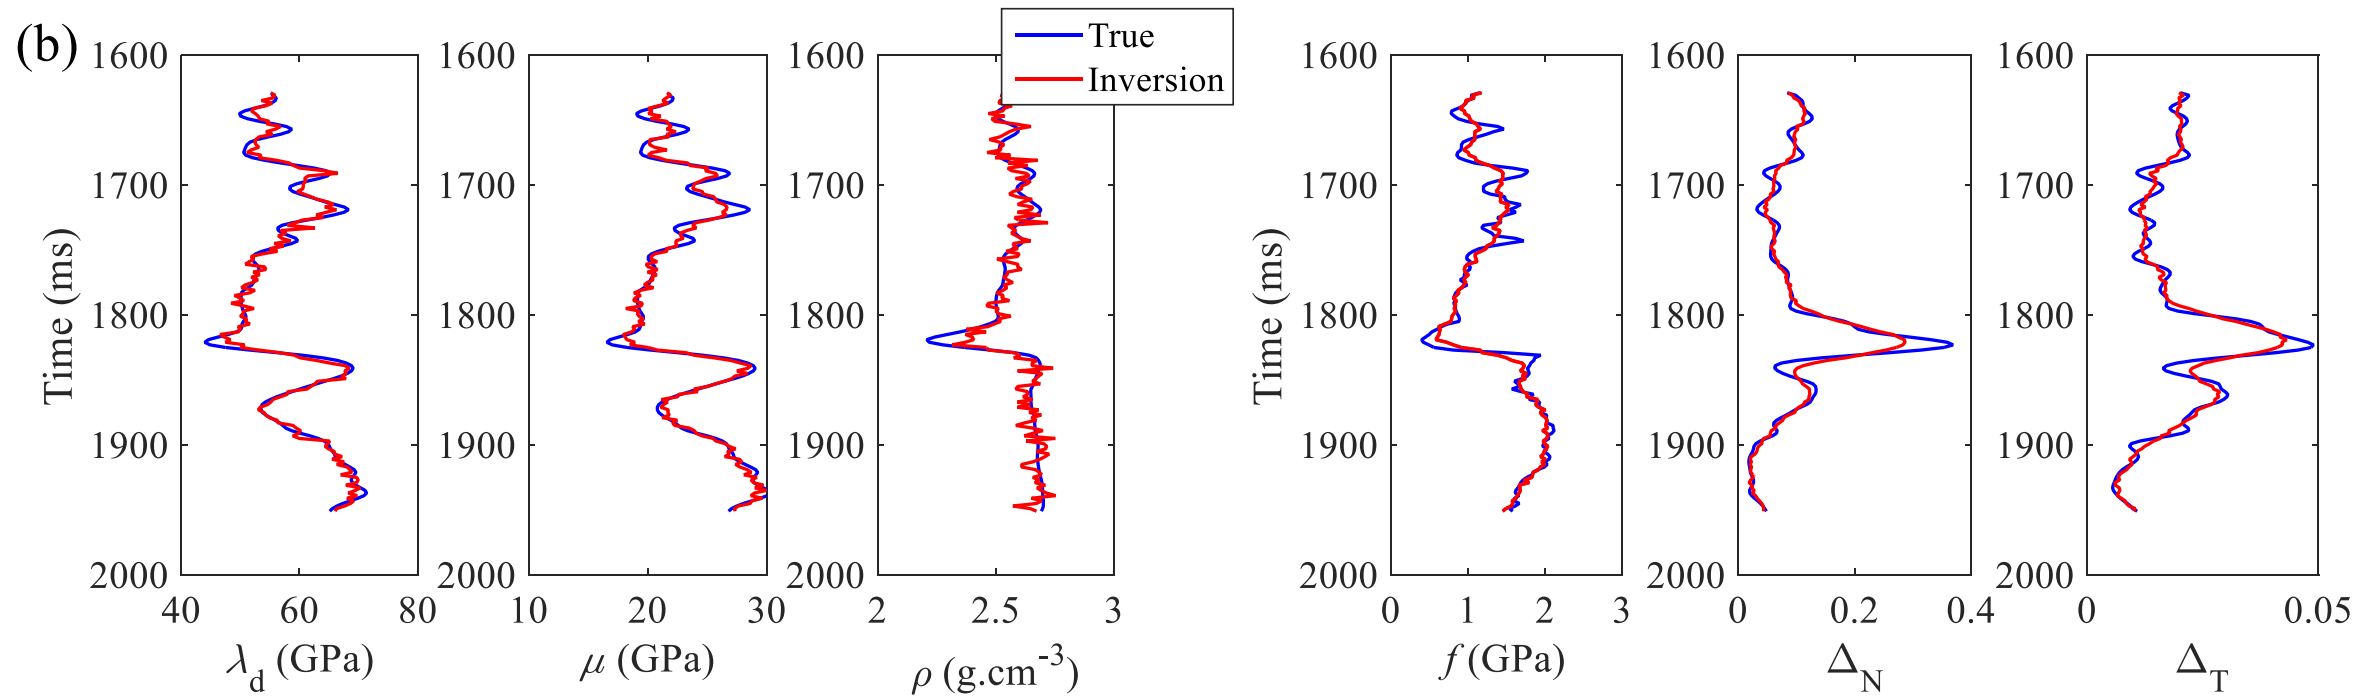 (b)
True
Inversion
1600 1600 1600 1600 1600 1600
1700 1700 1700 1700 1700 1700
1800 1800 1800 1800 1800 1800
1900 1900 1900 1900 1900 1900
2000 2000 2000 2000 2000 2000
Time (ms) Time (ms)
40 60 80 10 20 30 2 2.5 3 0 1 2 3 0 0.2 0.4 0 0.05
λd (GPa) μ (GPa) ρ (g.cm-3) f (GPa) ΔN ΔT